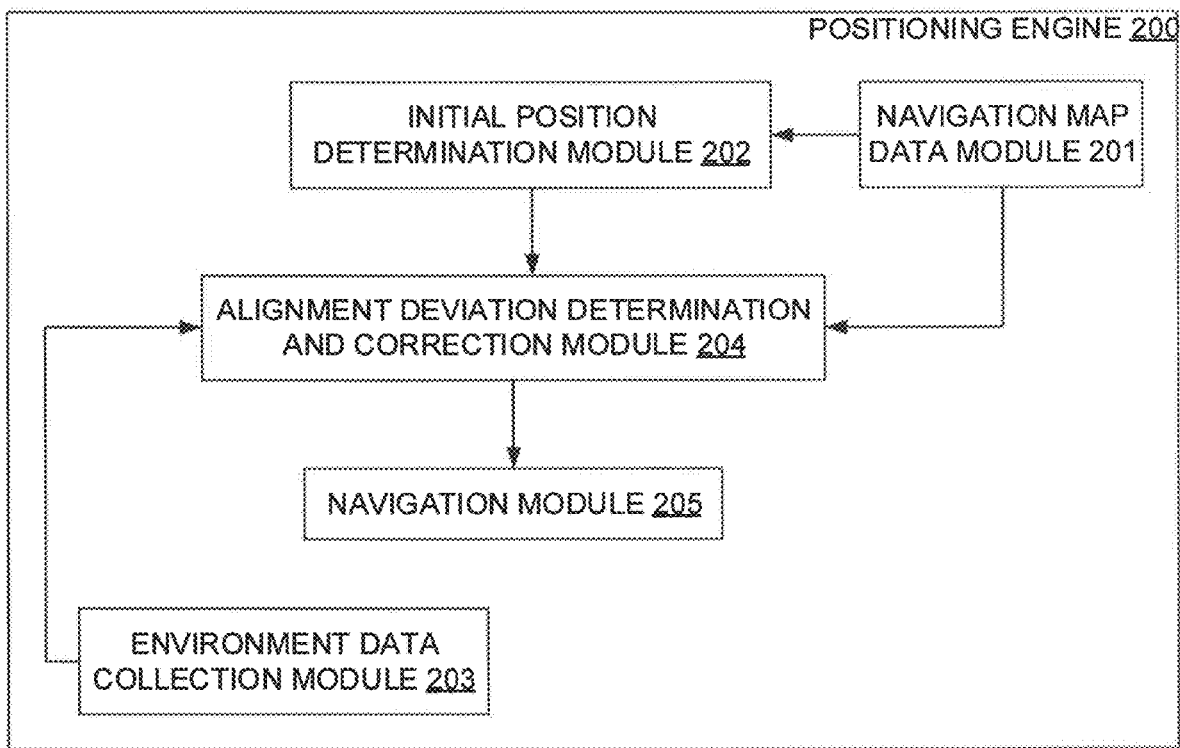 POSITIONING ENGINE 200
INITIAL POSITION
DETERMINATION MODULE 202
NAVIGATION MAP
DATA MODULE 201
ALIGNMENT DEVIATION DETERMINATION
AND CORRECTION MODULE 204
NAVIGATION MODULE 205
ENVIRONMENT DATA
COLLECTION MODULE 203